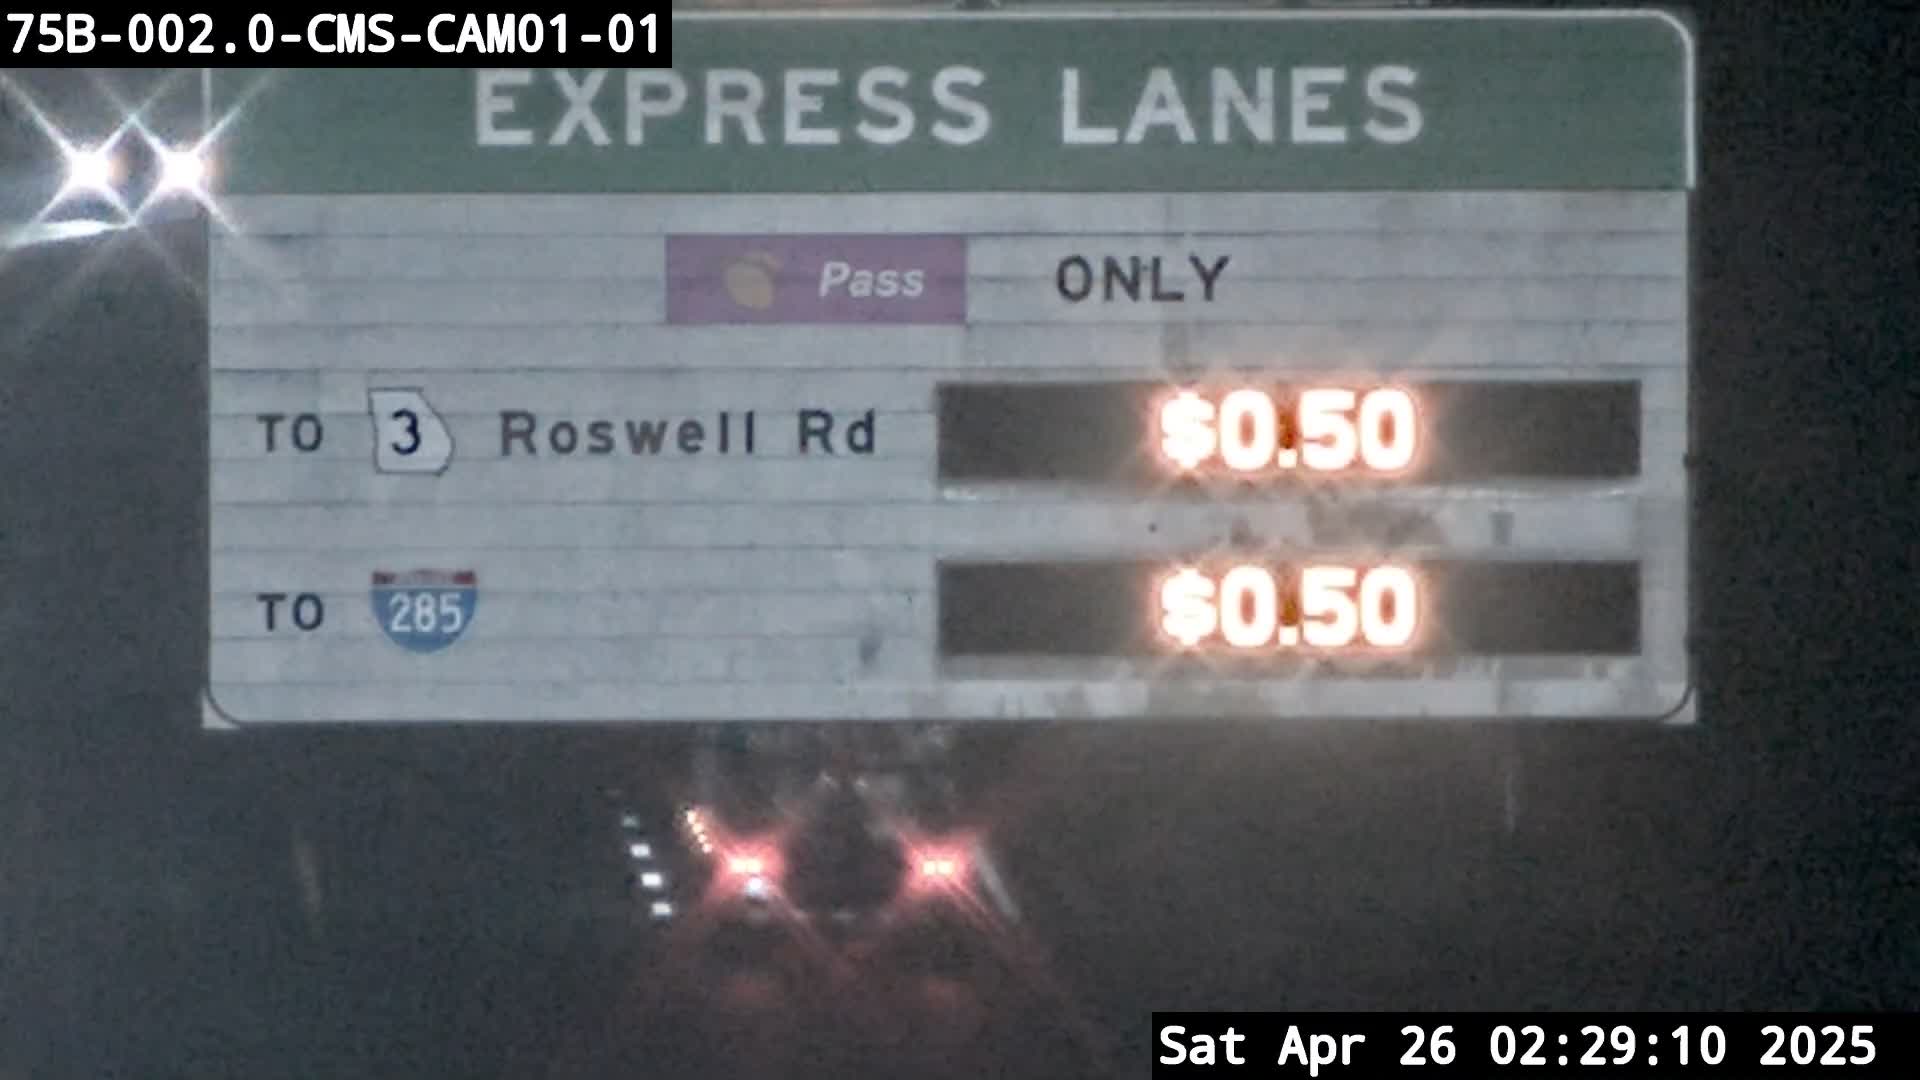 75B-002.0-CMS-CAM01-01
EXPRESS LANES
Pass ONLY
TO 3 Roswell Rd $0.50
TO 285 $0.50
Sat Apr 26 02:29:10 2025